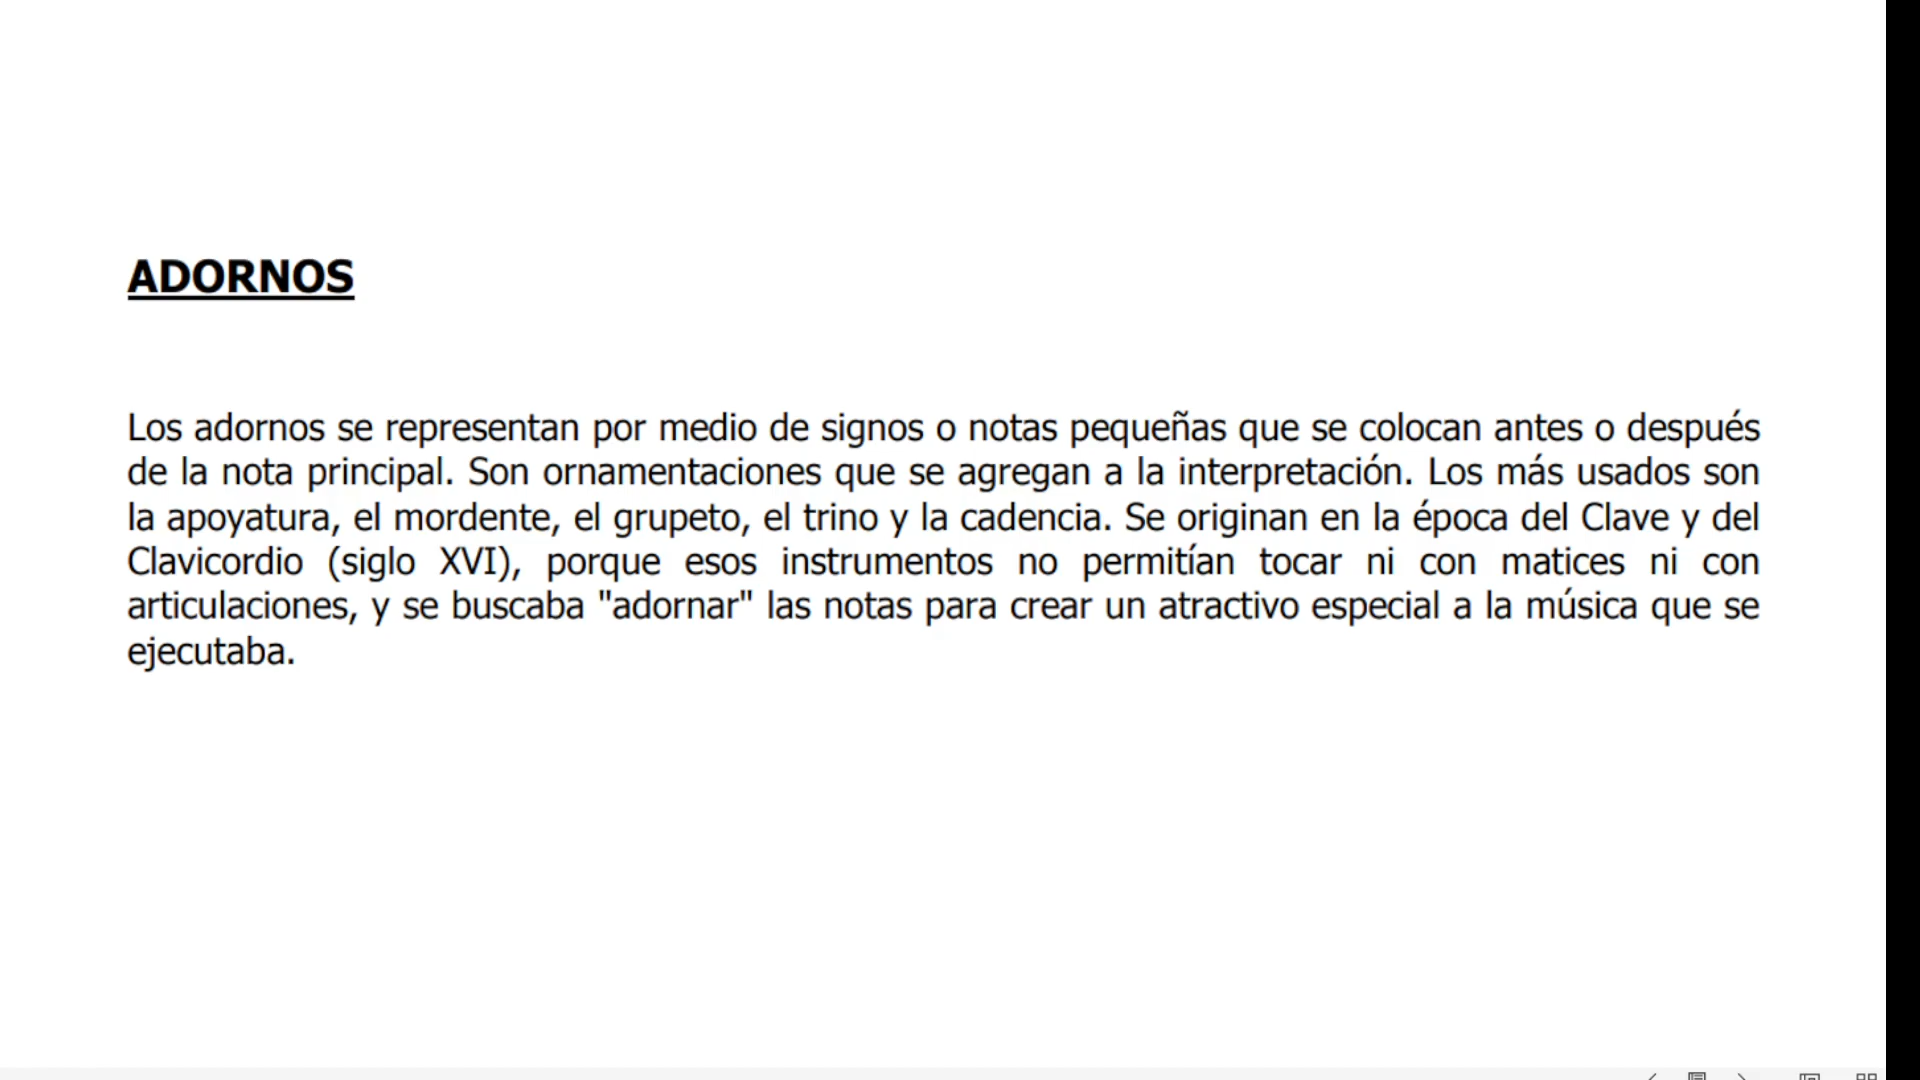 ADORNOS
Los adornos se representan por medio de signos o notas pequeñas que se colocan antes o después
de la nota principal. Son ornamentaciones que se agregan a la interpretación. Los más usados son
la apoyatura, el mordente, el grupeto, el trino y la cadencia. Se originan en la época del Clave y del
Clavicordio (siglo XVI), porque esos instrumentos no permitían tocar ni con matices ni con
articulaciones, y se buscaba "adornar" las notas para crear un atractivo especial a la música que se
ejecutaba.